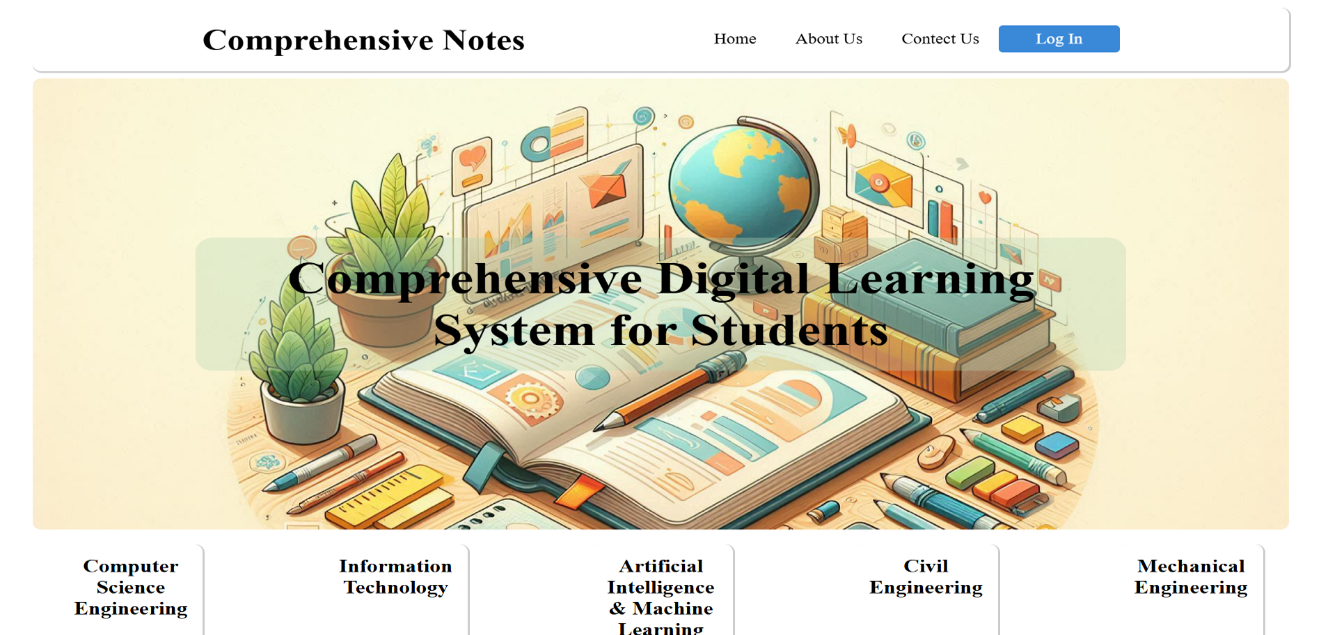 Comprehensive Notes
Home About Us Contect Us Log In
Comprehensive Digital Learning
System for Students
Computer
Science
Engineering
Information
Technology
Artificial
Intelligence
& Machine
Learning
Civil
Engineering
Mechanical
Engineering